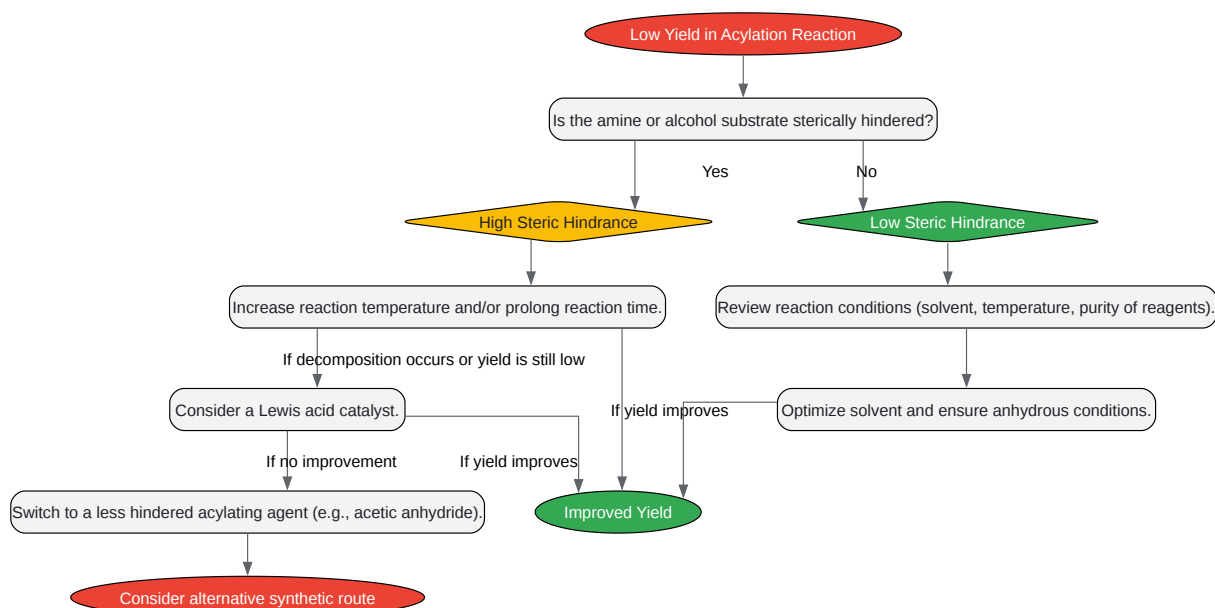 Low Yield in Acylation Reaction
Is the amine or alcohol substrate sterically hindered?
Yes
No
High Steric Hindrance
Low Steric Hindrance
Increase reaction temperature and/or prolong reaction time.
Review reaction conditions (solvent, temperature, purity of reagents).
If decomposition occurs or yield is still low
Consider a Lewis acid catalyst.
If yield improves
Optimize solvent and ensure anhydrous conditions.
If no improvement
If yield improves
Switch to a less hindered acylating agent (e.g., acetic anhydride).
Improved Yield
Consider alternative synthetic route